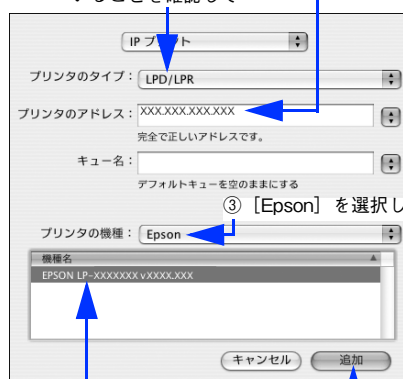 IP プリント
プリンタのタイプ： LPD/LPR
プリンタのアドレス： XXX.XXX.XXX.XXX
完全で正しいアドレスです。
キュー名：
デフォルトキューを空のままにする
③ ［Epson］ を選択し
プリンタの機種： Epson
機種名
EPSON LP-XXXXXXX vXXXX.XXX
キャンセル 追加